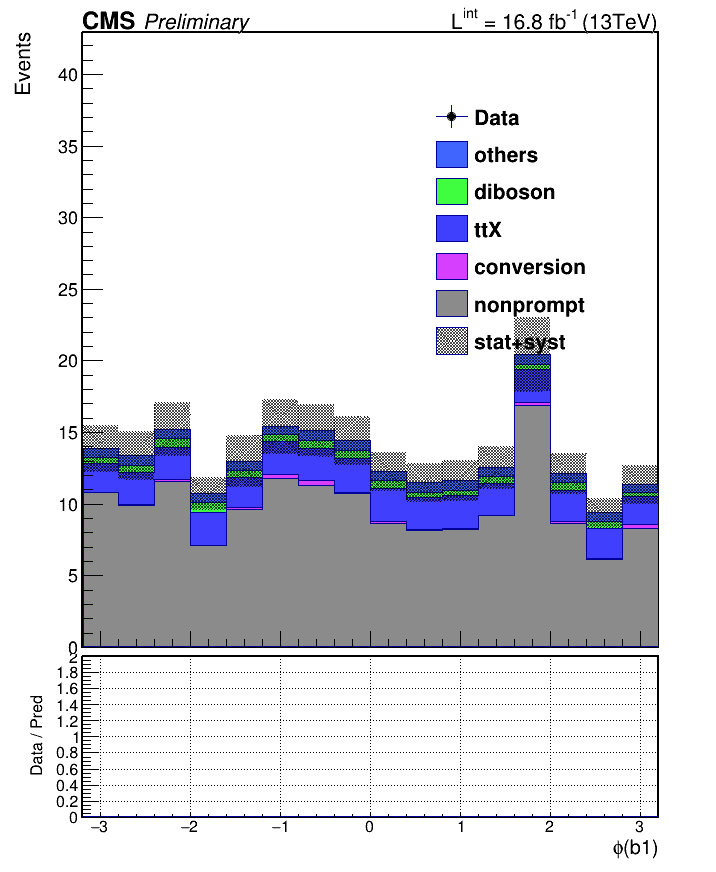 CMS Preliminary
L^int = 16.8 fb^-1 (13TeV)
Events
40
35
30
25
20
15
10
5
0
Data
others
diboson
ttX
conversion
nonprompt
stat+syst
Data / Pred
2
1.8
1.6
1.4
1.2
1
0.8
0.6
0.4
0.2
0
−3 −2 −1 0 1 2 3
ϕ(b1)